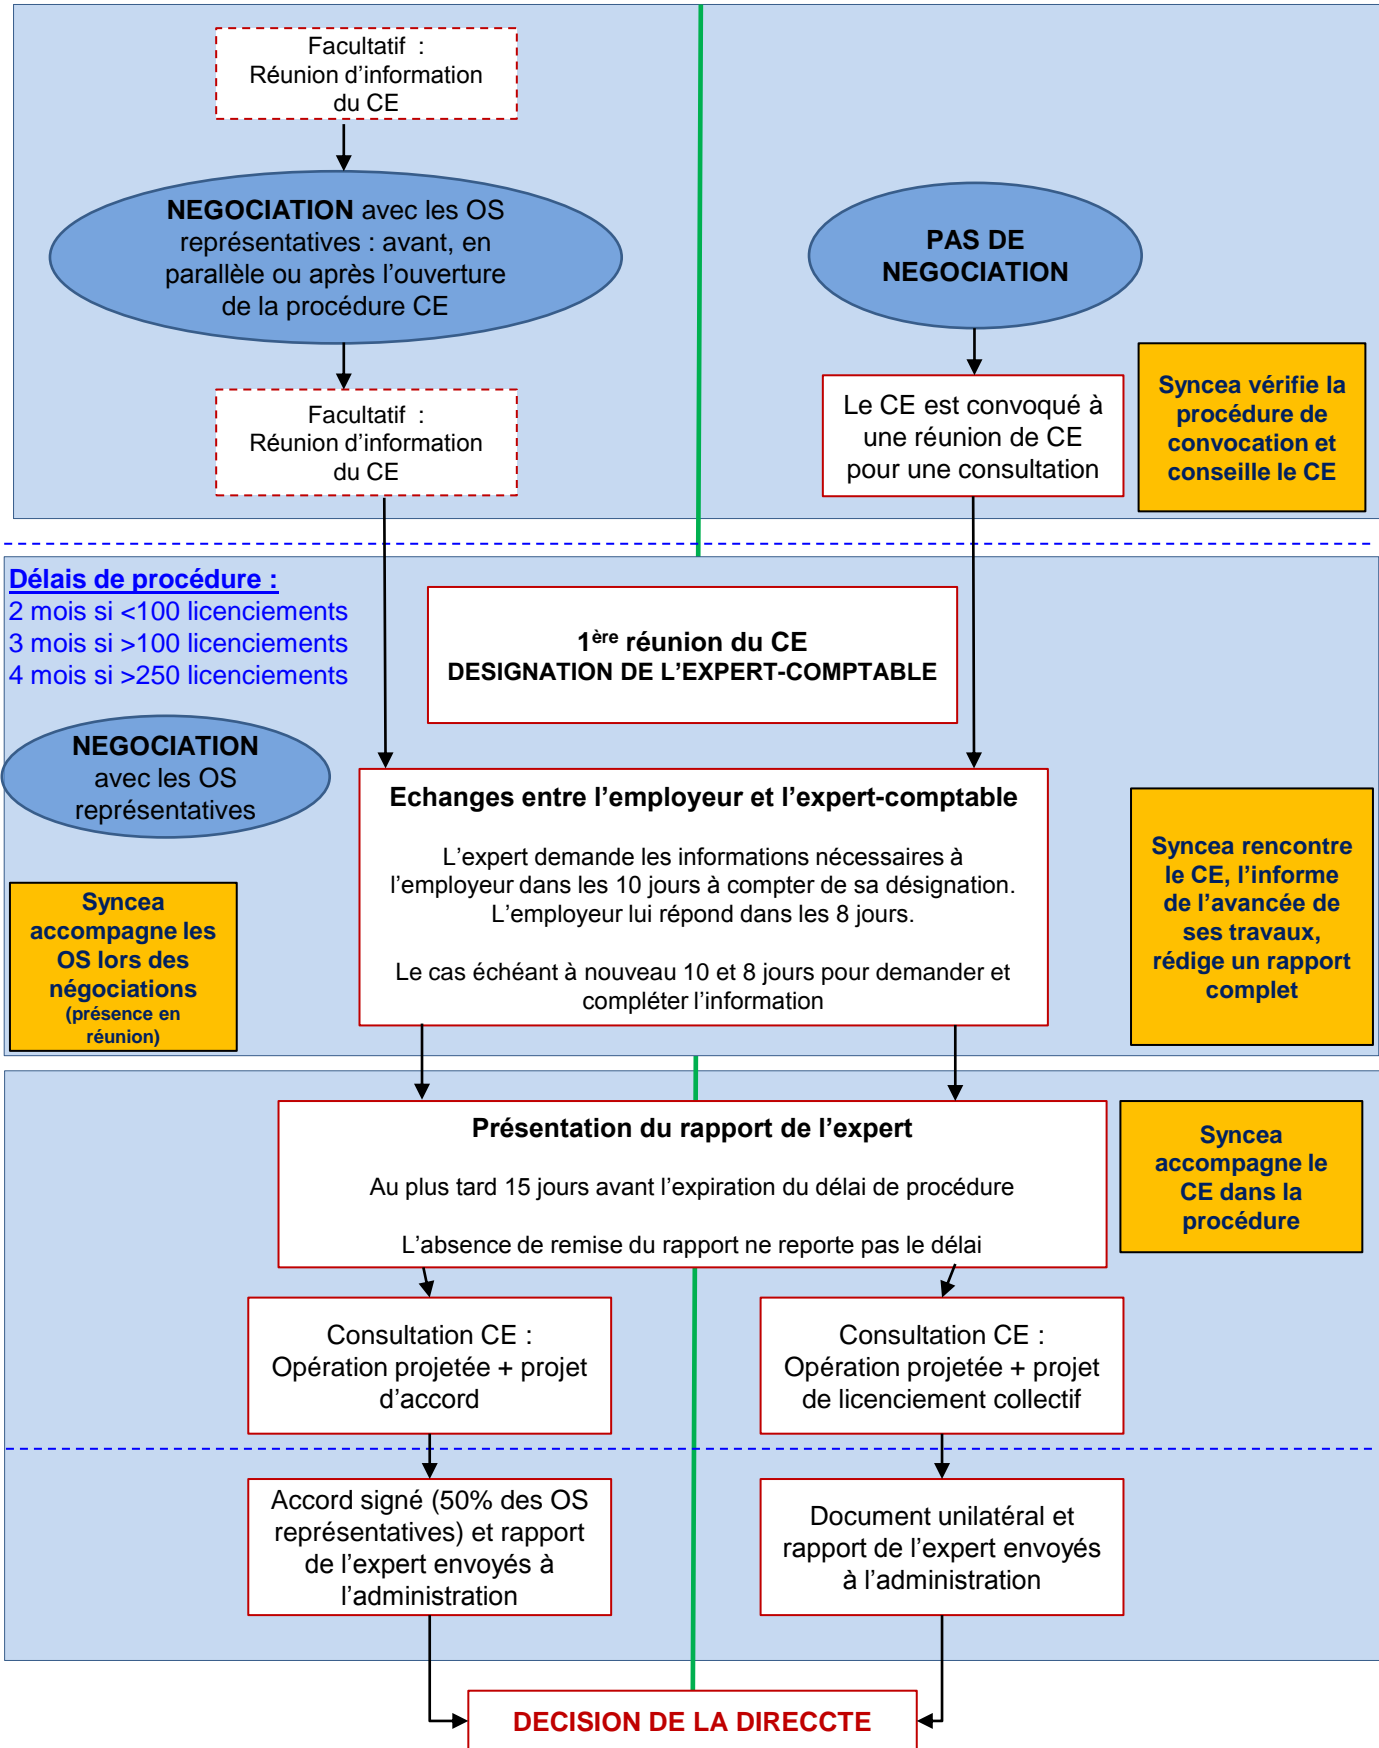 Facultatif :
Réunion d’information
du CE
NEGOCIATION avec les OS
représentatives : avant, en
parallèle ou après l’ouverture
de la procédure CE
Facultatif :
Réunion d’information
du CE
PAS DE
NEGOCIATION
Le CE est convoqué à
une réunion de CE
pour une consultation
Syncea vérifie la
procédure de
convocation et
conseille le CE
Délais de procédure :
2 mois si <100 licenciements
3 mois si >100 licenciements
4 mois si >250 licenciements
1ère réunion du CE
DESIGNATION DE L’EXPERT-COMPTABLE
NEGOCIATION
avec les OS
représentatives
Syncea
accompagne les
OS lors des
négociations
(présence en
réunion)
Echanges entre l’employeur et l’expert-comptable
L’expert demande les informations nécessaires à
l’employeur dans les 10 jours à compter de sa désignation.
L’employeur lui répond dans les 8 jours.
Le cas échéant à nouveau 10 et 8 jours pour demander et
compléter l’information
Syncea rencontre
le CE, l’informe
de l’avancée de
ses travaux,
rédige un rapport
complet
Présentation du rapport de l’expert
Au plus tard 15 jours avant l’expiration du délai de procédure
L’absence de remise du rapport ne reporte pas le délai
Syncea
accompagne le
CE dans la
procédure
Consultation CE :
Opération projetée + projet
d’accord
Consultation CE :
Opération projetée + projet
de licenciement collectif
Accord signé (50% des OS
représentatives) et rapport
de l’expert envoyés à
l’administration
Document unilatéral et
rapport de l’expert envoyés
à l’administration
DECISION DE LA DIRECCTE